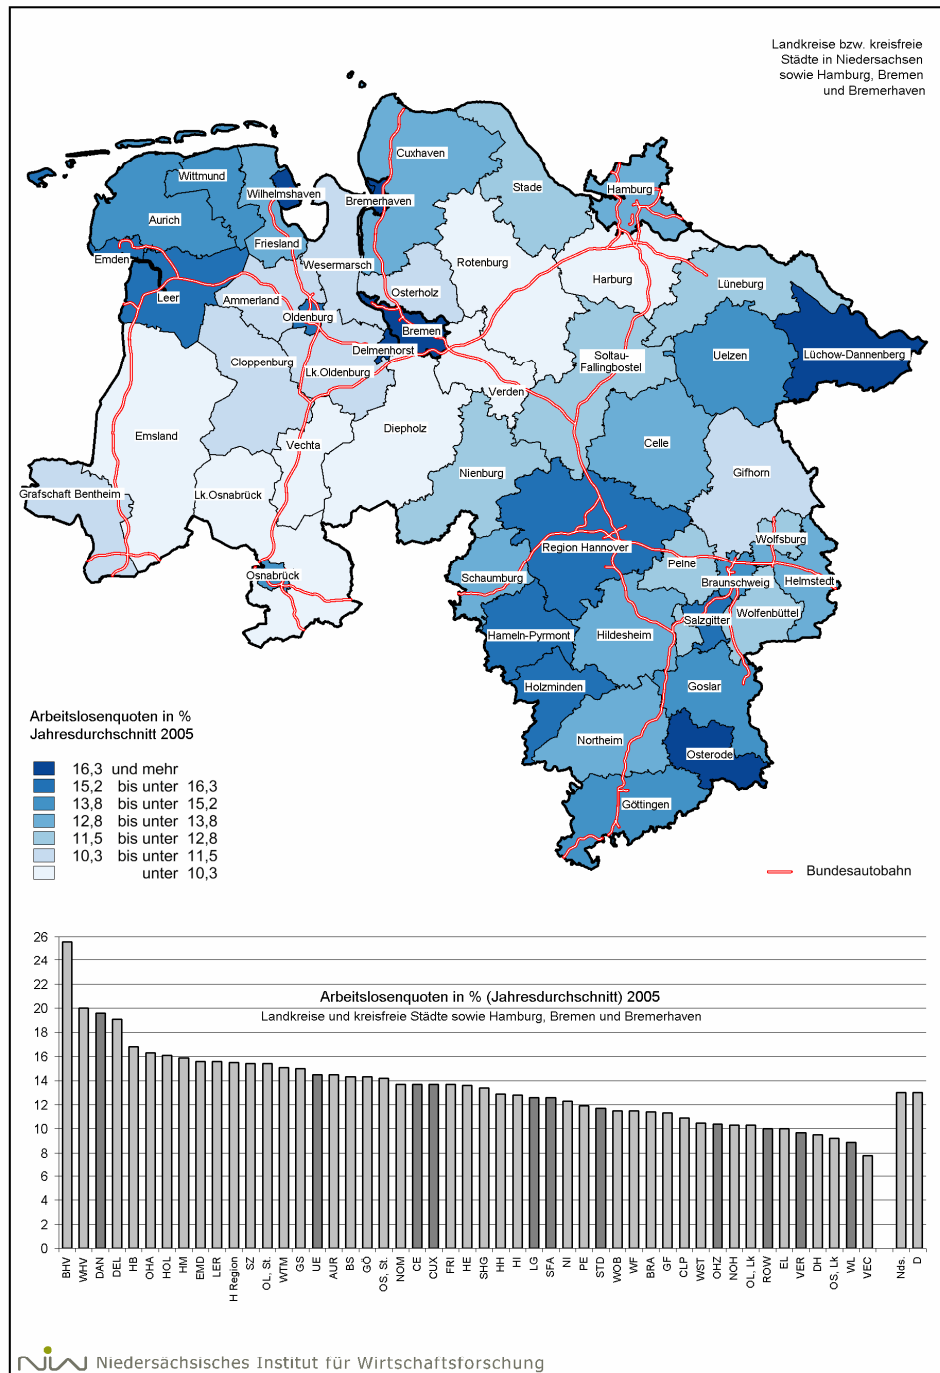 Landkreise bzw. kreisfreie
Städte in Niedersachsen
sowie Hamburg, Bremen
und Bremerhaven
Cuxhaven
Wittmund
Stade
Hamburg
Wilhelmshaven
Bremerhaven
Aurich
Friesland
Emden
Wesermarsch
Rotenburg
Harburg
Lüneburg
Leer
Ammerland
Osterholz
Oldenburg
Bremen
Delmenhorst
Soltau-
Fallingbostel
Uelzen
Lüchow-Dannenberg
Cloppenburg
Lk.Oldenburg
Verden
Emsland
Vechta
Diepholz
Celle
Nienburg
Gifhorn
Grafschaft Bentheim
Lk.Osnabrück
Region Hannover
Wolfsburg
Peine
Osnabrück
Schaumburg
Braunschweig
Helmstedt
Wolfenbüttel
Salzgitter
Hameln-Pyrmont
Hildesheim
Holzminden
Goslar
Northeim
Osterode
Göttingen
Arbeitslosenquoten in %
Jahresdurchschnitt 2005
16,3 und mehr
15,2 bis unter 16,3
13,8 bis unter 15,2
12,8 bis unter 13,8
11,5 bis unter 12,8
10,3 bis unter 11,5
unter 10,3
Bundesautobahn
Arbeitslosenquoten in % (Jahresdurchschnitt) 2005
Landkreise und kreisfreie Städte sowie Hamburg, Bremen und Bremerhaven
26
24
22
20
18
16
14
12
10
8
6
4
2
0
BHV WHV DAN DEL HB OHA HOL HM EMD LER H Region SZ OL, St. WTM GS UE AUR BS GÖ OS, St. NOM CE CUX FRI HE SHG HH HI LG SFA NI PE STD WOB WF BRA GF CLP WST OHZ NOH OL, Lk ROW EL VER DH OS, Lk WL VEC Nds. D
NIW Niedersächsisches Institut für Wirtschaftsforschung